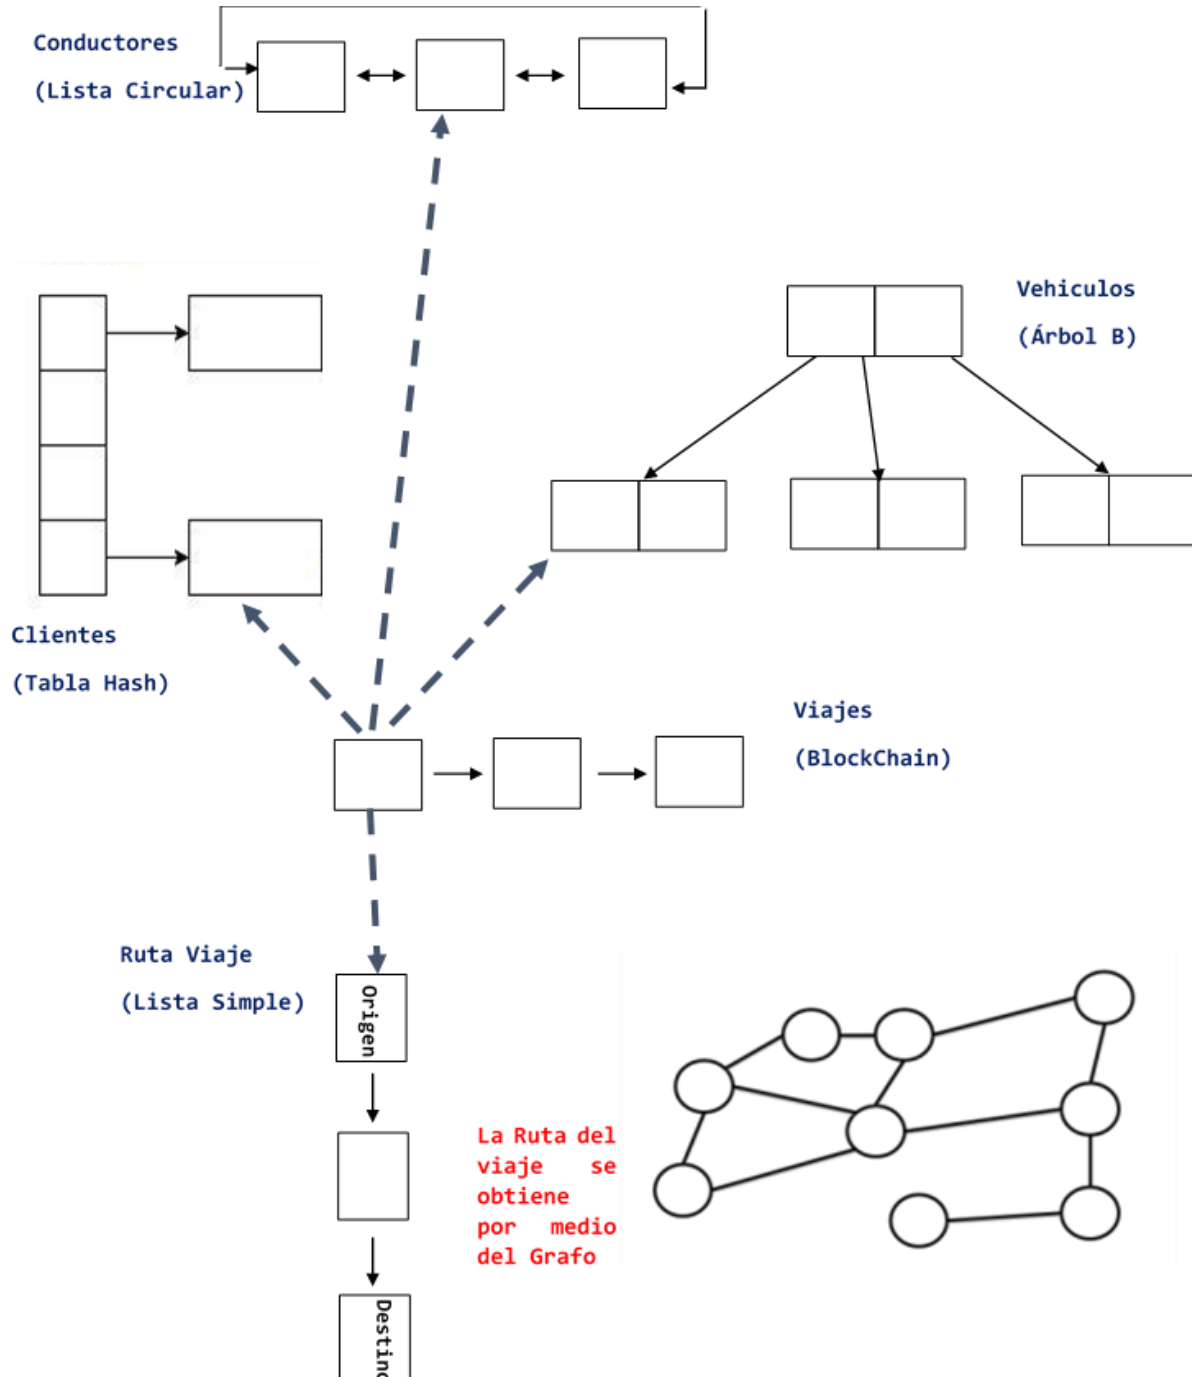 Conductores
(Lista Circular)
Vehiculos
(Árbol B)
Clientes
(Tabla Hash)
Viajes
(BlockChain)
Ruta Viaje
(Lista Simple)
Origen
La Ruta del
viaje se
obtiene
por medio
del Grafo
Destino